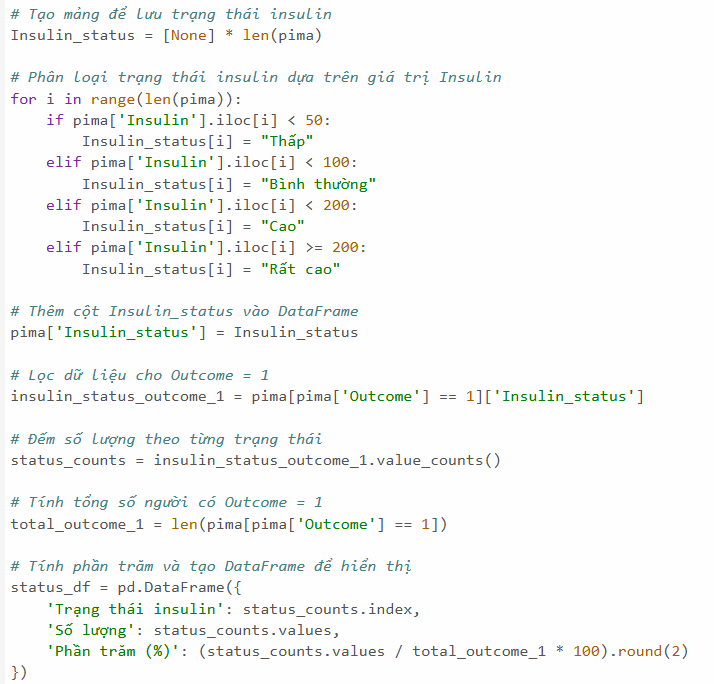 # Tạo mảng để lưu trạng thái insulin
Insulin_status = [None] * len(pima)

# Phân loại trạng thái insulin dựa trên giá trị Insulin
for i in range(len(pima)):
    if pima['Insulin'].iloc[i] < 50:
        Insulin_status[i] = "Thấp"
    elif pima['Insulin'].iloc[i] < 100:
        Insulin_status[i] = "Bình thường"
    elif pima['Insulin'].iloc[i] < 200:
        Insulin_status[i] = "Cao"
    elif pima['Insulin'].iloc[i] >= 200:
        Insulin_status[i] = "Rất cao"

# Thêm cột Insulin_status vào DataFrame
pima['Insulin_status'] = Insulin_status

# Lọc dữ liệu cho Outcome = 1
insulin_status_outcome_1 = pima[pima['Outcome'] == 1]['Insulin_status']

# Đếm số lượng theo từng trạng thái
status_counts = insulin_status_outcome_1.value_counts()

# Tính tổng số người có Outcome = 1
total_outcome_1 = len(pima[pima['Outcome'] == 1])

# Tính phần trăm và tạo DataFrame để hiển thị
status_df = pd.DataFrame({
    'Trạng thái insulin': status_counts.index,
    'Số lượng': status_counts.values,
    'Phần trăm (%)': (status_counts.values / total_outcome_1 * 100).round(2)
})